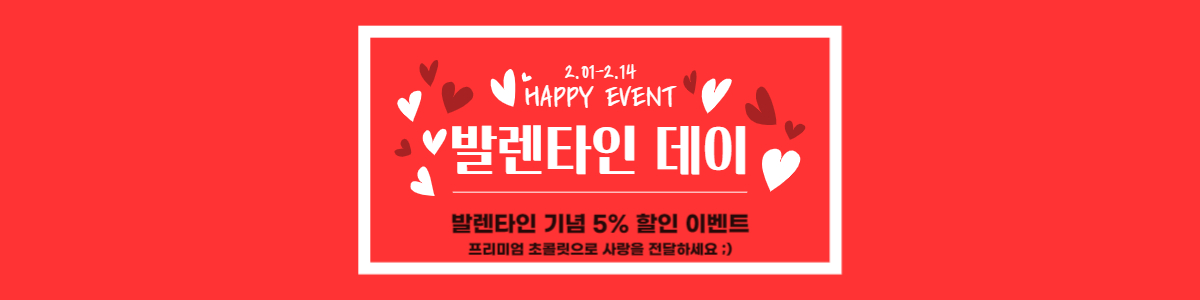 2.01-2.14
HAPPY EVENT
발렌타인 데이
발렌타인 기념 5% 할인 이벤트
프리미엄 초콜릿으로 사랑을 전달하세요 ;)